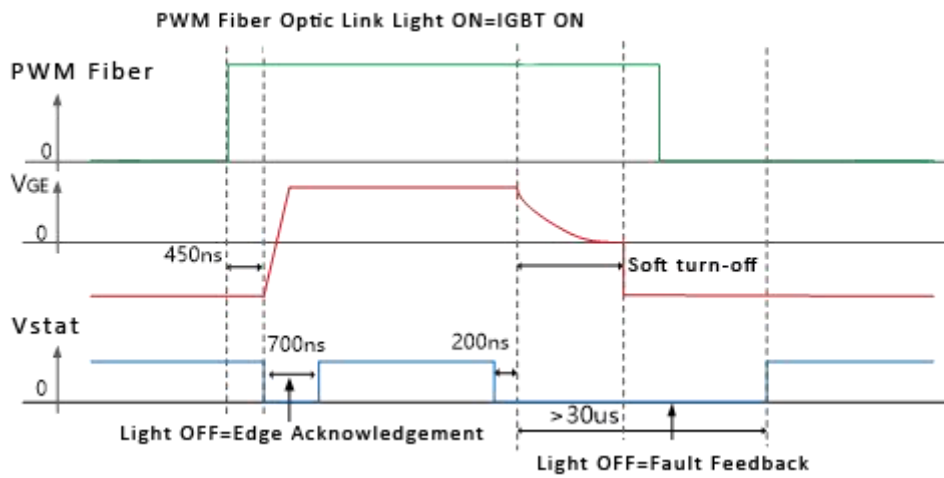 PWM Fiber Optic Link Light ON=IGBT ON
PWM Fiber
0
VGE
0
450ns
Soft turn-off
Vstat
700ns
200ns
0
>30us
Light OFF=Edge Acknowledgement
Light OFF=Fault Feedback